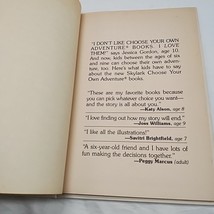 "I DON'T LIKE CHOOSE YOUR OWN
ADVENTURE® BOOKS. I LOVE
THEM!" says Jessica Gordon, age 10.
And now, kids between the ages of six
and nine can choose their own adven-
tures, too. Here's what kids have to say
about the new Skylark Choose Your
Own Adventure® books.
"These are my favorite books because
you can pick whatever choice you want—
and the story is all about you."
—Katy Alson, age 8
"I love finding out how my story will end."
—Joss Williams, age 9
"I like all the illustrations!"
—Savitri Brightfield, age 7
"A six-year-old friend and I have lots of
fun making the decisions together."
—Peggy Marcus (adult)